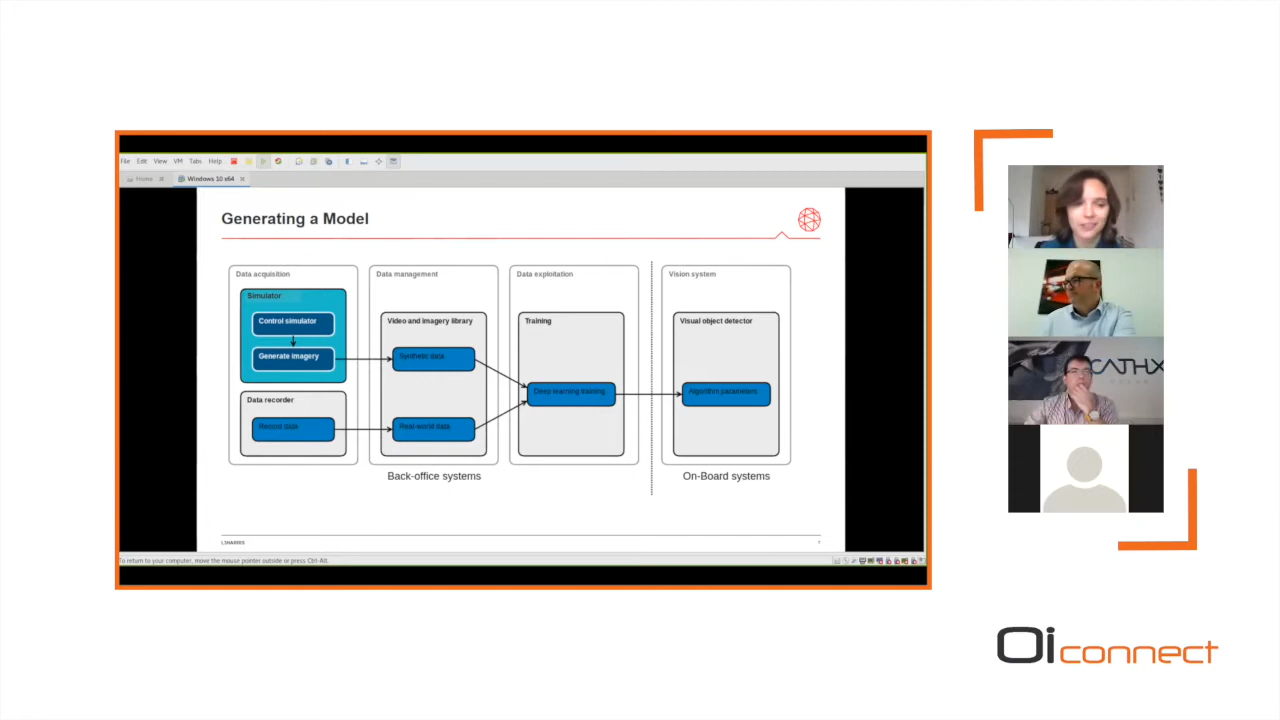 File Edit View VM Tabs Help
Home Windows 10 x64
Generating a Model
Data acquisition
Data management
Data exploitation
Vision system
Simulator
Control simulator
Generate imagery
Video and imagery library
Synthetic data
Training
Visual object detector
Deep learning training
Algorithm parameters
Data recorder
Record data
Real-world data
Back-office systems
On-Board systems
L3HARRIS
To return to your computer, move the mouse pointer outside or press Ctrl-Alt.
CATHX
OCEAN
Oi connect